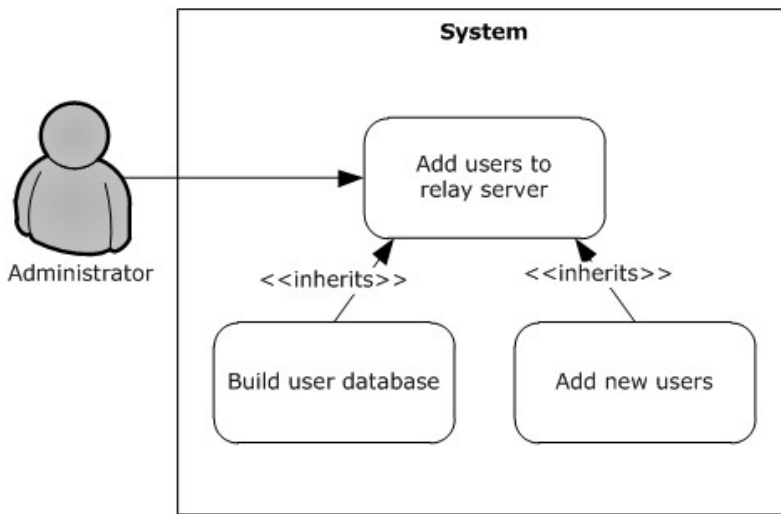 System
Add users to
relay server
Administrator
<<inherits>>
<<inherits>>
Build user database
Add new users